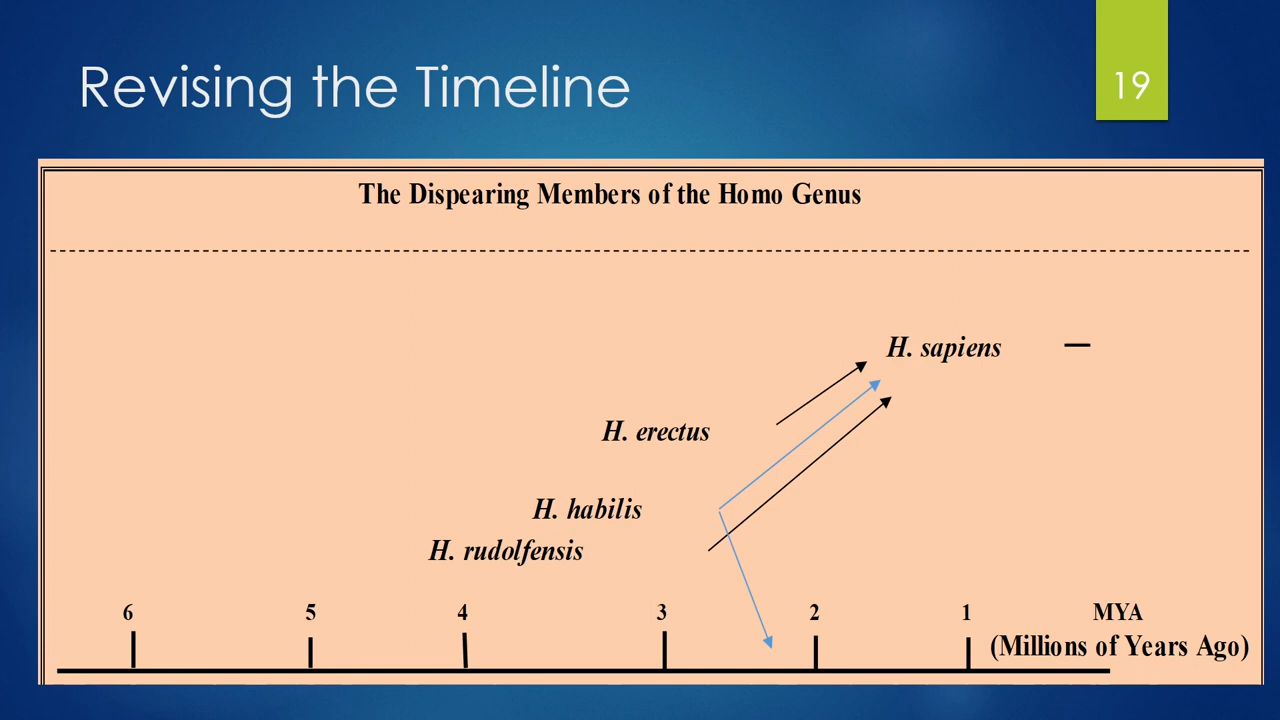 Revising the Timeline
19
The Dispearing Members of the Homo Genus
H. sapiens
H. erectus
H. habilis
H. rudolfensis
6 5 4 3 2 1 MYA
(Millions of Years Ago)